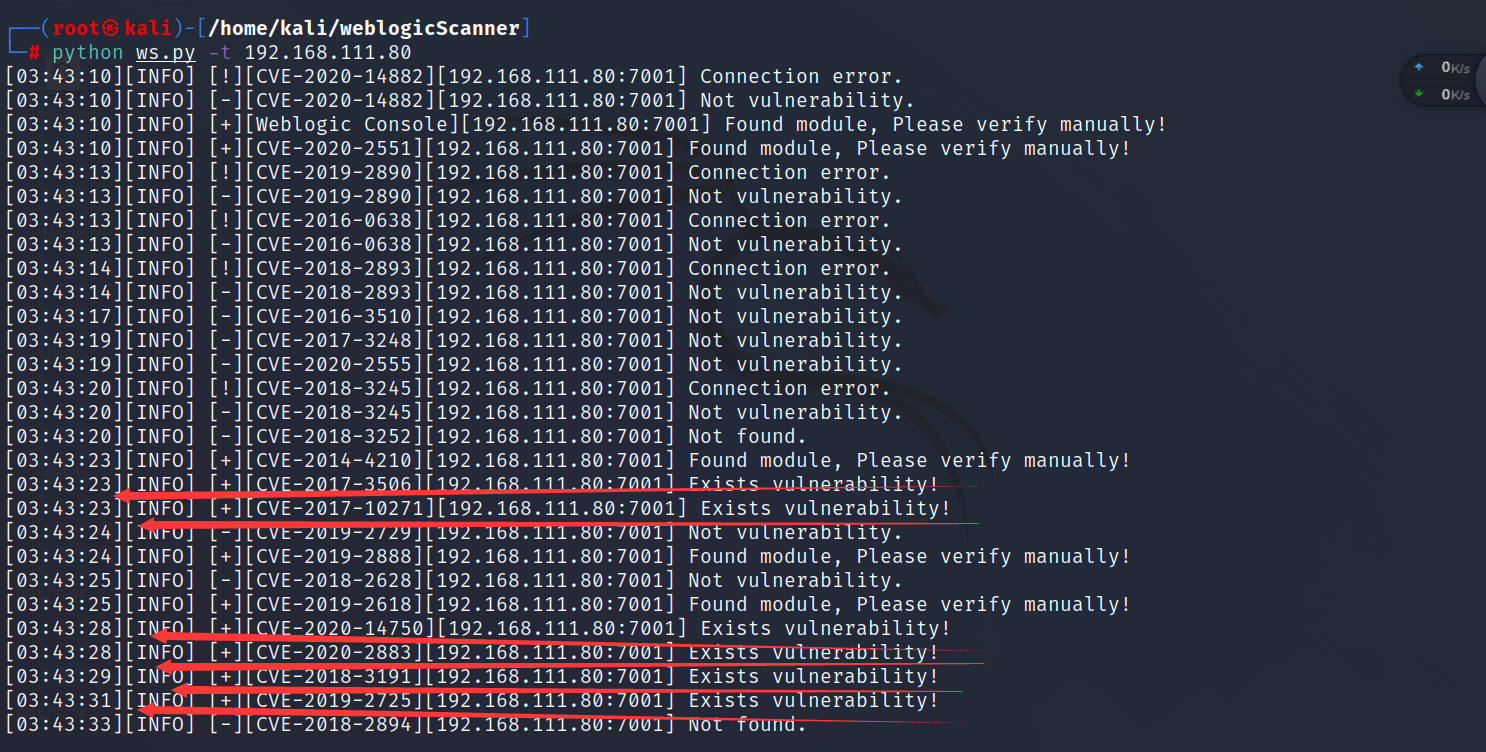 ┌──(root㉿kali)-[/home/kali/weblogicScanner]
└─# python ws.py -t 192.168.111.80
[03:43:10][INFO] [!][CVE-2020-14882][192.168.111.80:7001] Connection error.
[03:43:10][INFO] [-][CVE-2020-14882][192.168.111.80:7001] Not vulnerability.
[03:43:10][INFO] [+][Weblogic Console][192.168.111.80:7001] Found module, Please verify manually!
[03:43:10][INFO] [+][CVE-2020-2551][192.168.111.80:7001] Found module, Please verify manually!
[03:43:13][INFO] [!][CVE-2019-2890][192.168.111.80:7001] Connection error.
[03:43:13][INFO] [-][CVE-2019-2890][192.168.111.80:7001] Not vulnerability.
[03:43:13][INFO] [!][CVE-2016-0638][192.168.111.80:7001] Connection error.
[03:43:13][INFO] [-][CVE-2016-0638][192.168.111.80:7001] Not vulnerability.
[03:43:14][INFO] [!][CVE-2018-2893][192.168.111.80:7001] Connection error.
[03:43:14][INFO] [-][CVE-2018-2893][192.168.111.80:7001] Not vulnerability.
[03:43:17][INFO] [-][CVE-2016-3510][192.168.111.80:7001] Not vulnerability.
[03:43:19][INFO] [-][CVE-2017-3248][192.168.111.80:7001] Not vulnerability.
[03:43:19][INFO] [-][CVE-2020-2555][192.168.111.80:7001] Not vulnerability.
[03:43:20][INFO] [!][CVE-2018-3245][192.168.111.80:7001] Connection error.
[03:43:20][INFO] [-][CVE-2018-3245][192.168.111.80:7001] Not vulnerability.
[03:43:20][INFO] [-][CVE-2018-3252][192.168.111.80:7001] Not found.
[03:43:23][INFO] [+][CVE-2014-4210][192.168.111.80:7001] Found module, Please verify manually!
[03:43:23][INFO] [+][CVE-2017-3506][192.168.111.80:7001] Exists vulnerability!
[03:43:23][INFO] [+][CVE-2017-10271][192.168.111.80:7001] Exists vulnerability!
[03:43:24][INFO] [-][CVE-2019-2729][192.168.111.80:7001] Not vulnerability.
[03:43:24][INFO] [+][CVE-2019-2888][192.168.111.80:7001] Found module, Please verify manually!
[03:43:25][INFO] [-][CVE-2018-2628][192.168.111.80:7001] Not vulnerability.
[03:43:25][INFO] [+][CVE-2019-2618][192.168.111.80:7001] Found module, Please verify manually!
[03:43:28][INFO] [+][CVE-2020-14750][192.168.111.80:7001] Exists vulnerability!
[03:43:28][INFO] [+][CVE-2020-2883][192.168.111.80:7001] Exists vulnerability!
[03:43:29][INFO] [+][CVE-2018-3191][192.168.111.80:7001] Exists vulnerability!
[03:43:31][INFO] [+][CVE-2019-2725][192.168.111.80:7001] Exists vulnerability!
[03:43:33][INFO] [-][CVE-2018-2894][192.168.111.80:7001] Not found.
0K/s
0K/s